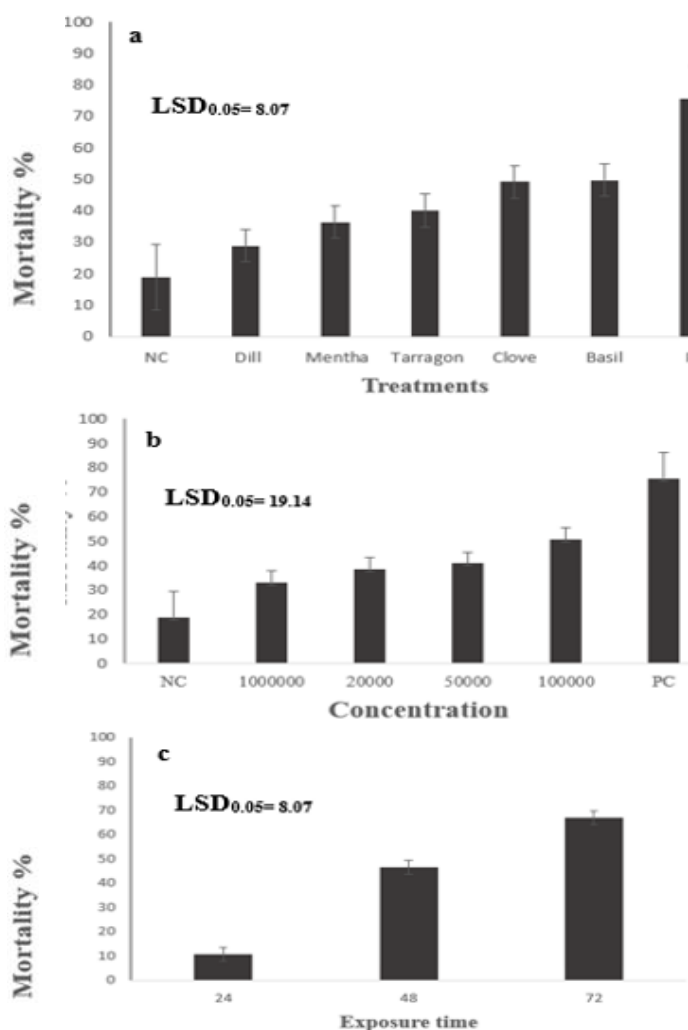 a
LSD0.05= 8.07
Mortality %
100
90
80
70
60
50
40
30
20
10
0
NC Dill Mentha Tarragon Clove Basil
Treatments
b
LSD0.05= 19.14
Mortality %
100
90
80
70
60
50
40
30
20
10
0
NC 1000000 20000 50000 100000 PC
Concentration
c
LSD0.05= 8.07
Mortality %
100
90
80
70
60
50
40
30
20
10
0
24 48 72
Exposure time